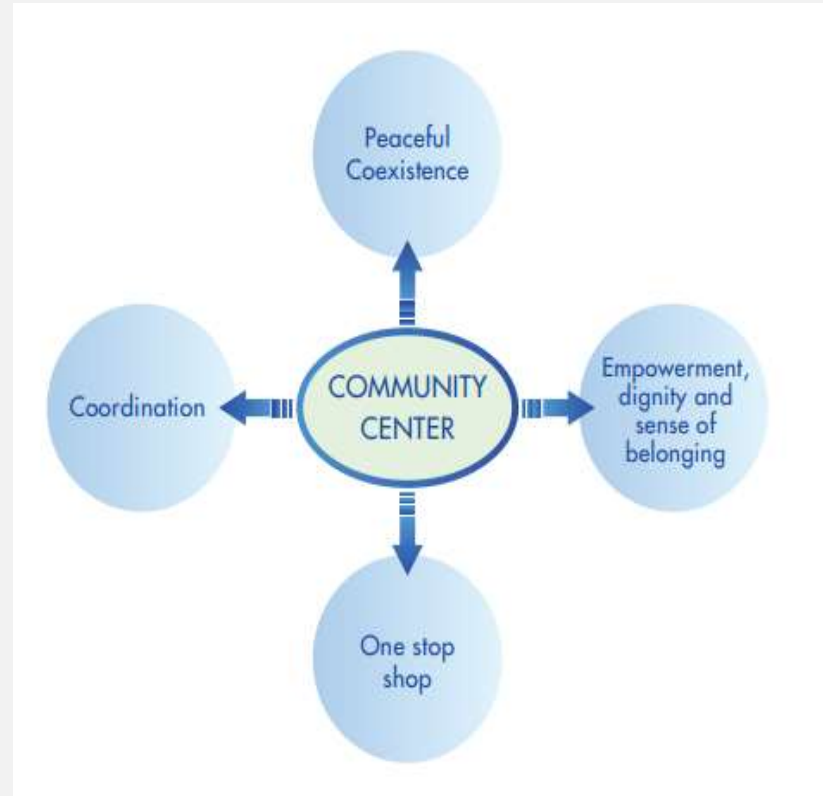 Peaceful
Coexistence
Coordination
COMMUNITY
CENTER
Empowerment,
dignity and
sense of
belonging
One stop
shop